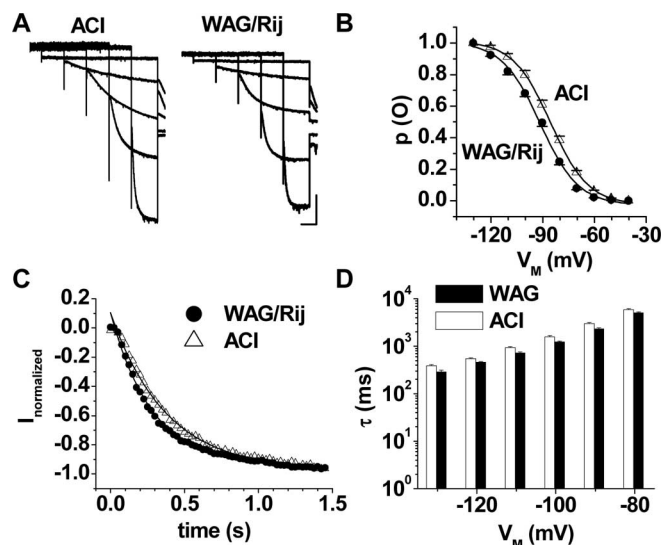 A
ACI
WAG/Rij
B
1.0
0.8
0.6
0.4
0.2
0.0
p (O)
ACI
WAG/Rij
-120
-90
-60
-30
V_M (mV)
C
0.2
0.0
-0.2
-0.4
-0.6
-0.8
-1.0
I_normalized
WAG/Rij
ACI
0.0
0.5
1.0
1.5
time (s)
D
10^4
10^3
10^2
10^1
10^0
τ (ms)
WAG
ACI
-120
-100
-80
V_M (mV)